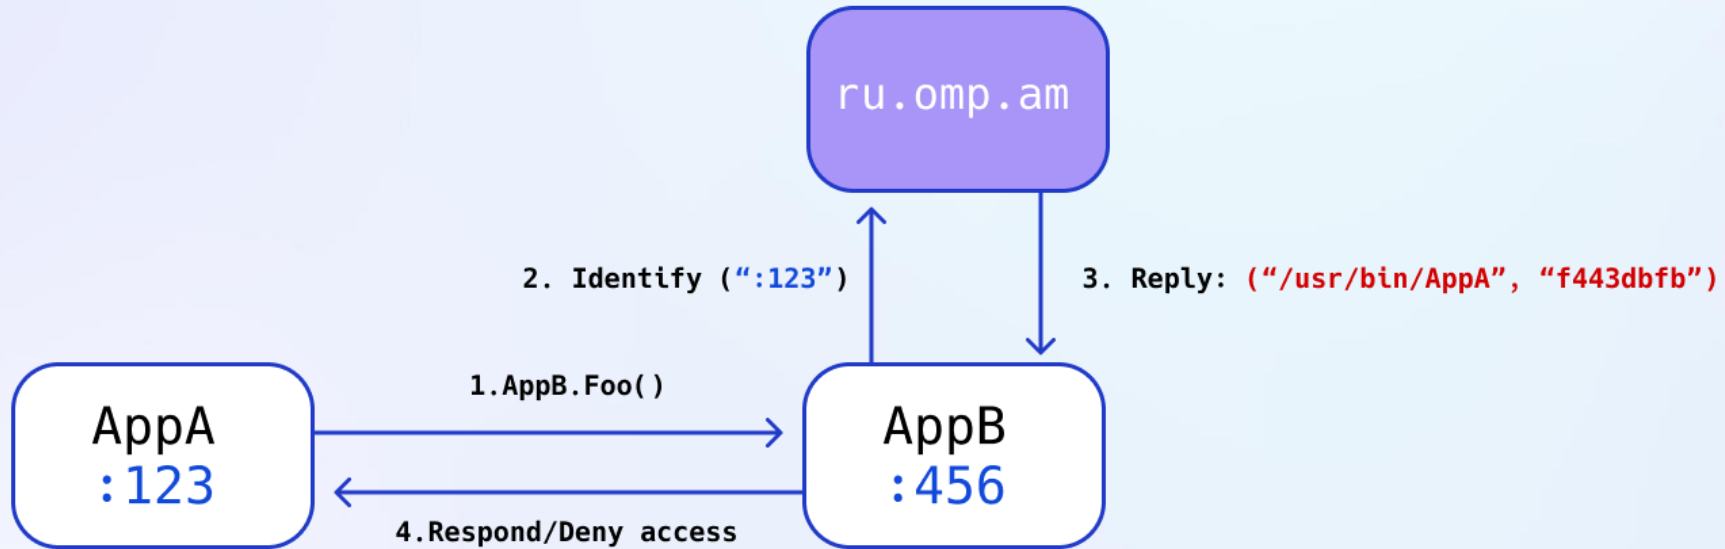 ru.omp.am
2. Identify (“:123”)
3. Reply: (“/usr/bin/AppA”, “f443dbfb”)
1.AppB.Foo()
AppA
:123
AppB
:456
4.Respond/Deny access